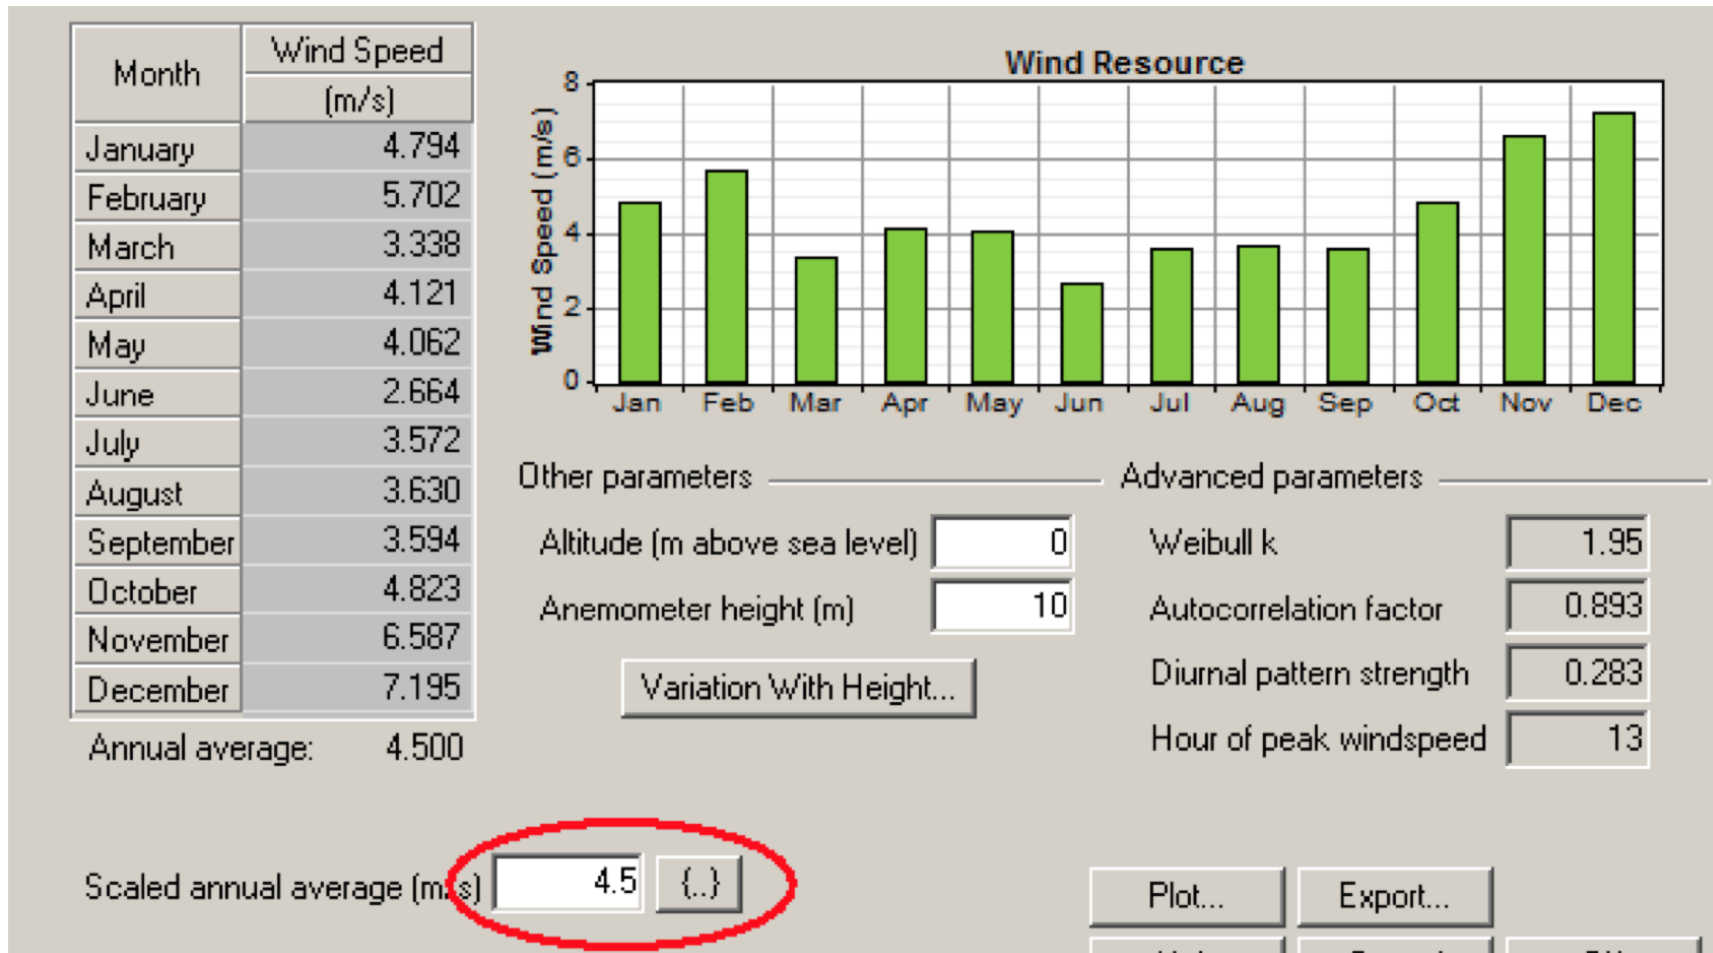 Month Wind Speed
(m/s)
January 4.794
February 5.702
March 3.338
April 4.121
May 4.062
June 2.664
July 3.572
August 3.630
September 3.594
October 4.823
November 6.587
December 7.195
Annual average: 4.500
Wind Resource
Wind Speed (m/s)
8
6
4
2
0
Jan Feb Mar Apr May Jun Jul Aug Sep Oct Nov Dec
Other parameters
Altitude (m above sea level) 0
Anemometer height (m) 10
Variation With Height...
Advanced parameters
Weibull k 1.95
Autocorrelation factor 0.893
Diurnal pattern strength 0.283
Hour of peak windspeed 13
Scaled annual average (m/s) 4.5 {..}
Plot... Export...